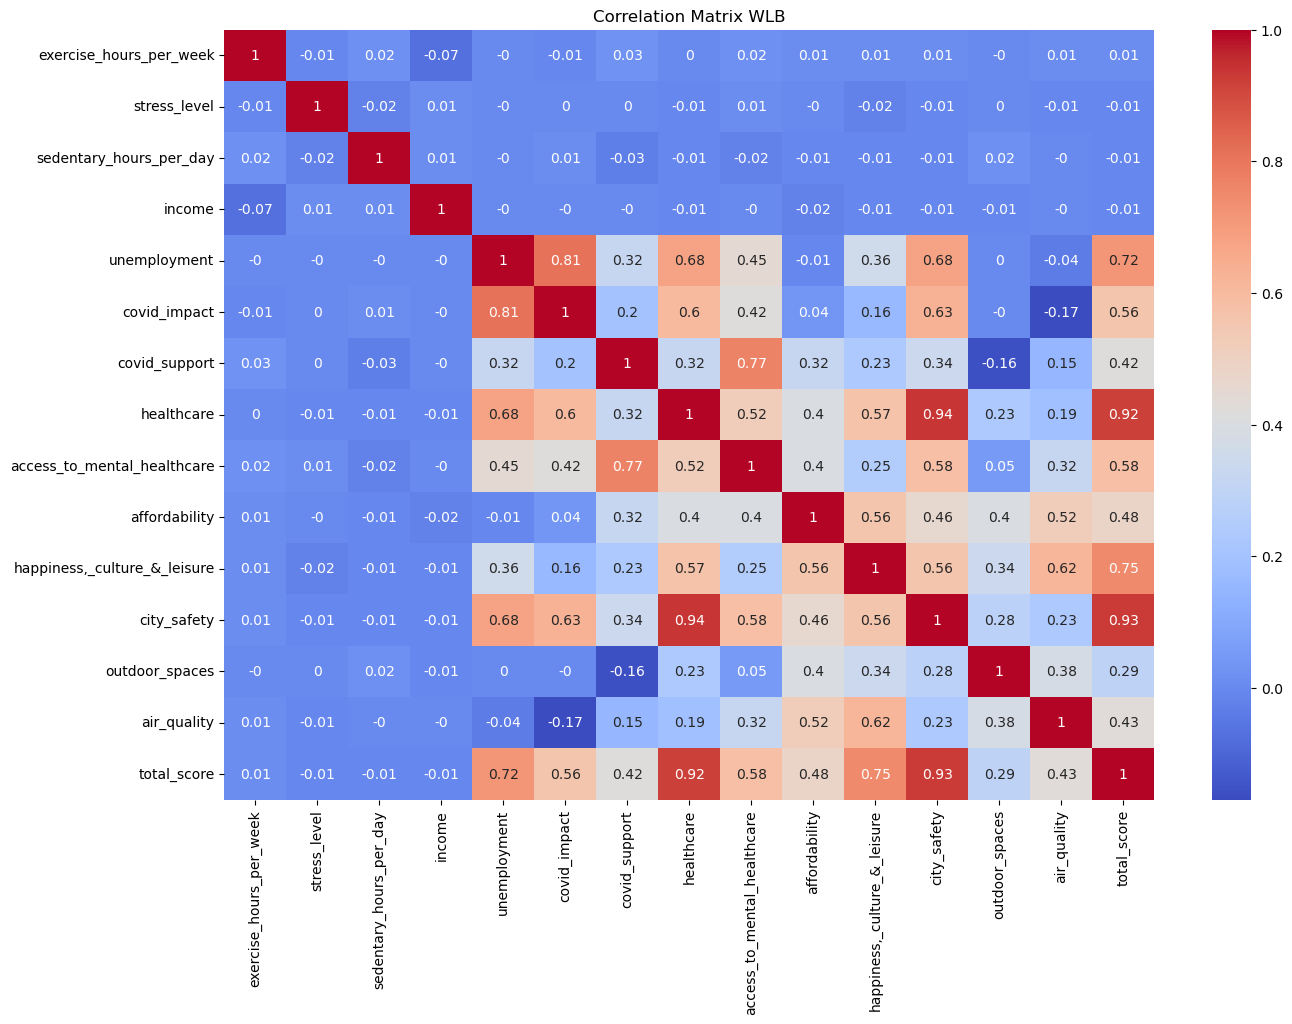 Correlation Matrix WLB
exercise_hours_per_week 1 -0.01 0.02 -0.07 -0 -0.01 0.03 0 0.02 0.01 0.01 0.01 -0 0.01 0.01
stress_level -0.01 1 -0.02 0.01 -0 0 0 -0.01 0.01 -0 -0.02 -0.01 0 -0.01 -0.01
sedentary_hours_per_day 0.02 -0.02 1 0.01 -0 0.01 -0.03 -0.01 -0.02 -0.01 -0.01 -0.01 0.02 -0 -0.01
income -0.07 0.01 0.01 1 -0 -0 -0 -0.01 -0 -0.02 -0.01 -0.01 -0.01 -0 -0.01
unemployment -0 -0 -0 -0 1 0.81 0.32 0.68 0.45 -0.01 0.36 0.68 0 -0.04 0.72
covid_impact -0.01 0 0.01 -0 0.81 1 0.2 0.6 0.42 0.04 0.16 0.63 -0 -0.17 0.56
covid_support 0.03 0 -0.03 -0 0.32 0.2 1 0.32 0.77 0.32 0.23 0.34 -0.16 0.15 0.42
healthcare 0 -0.01 -0.01 -0.01 0.68 0.6 0.32 1 0.52 0.4 0.57 0.94 0.23 0.19 0.92
access_to_mental_healthcare 0.02 0.01 -0.02 -0 0.45 0.42 0.77 0.52 1 0.4 0.25 0.58 0.05 0.32 0.58
affordability 0.01 -0 -0.01 -0.02 -0.01 0.04 0.32 0.4 0.4 1 0.56 0.46 0.4 0.52 0.48
happiness,_culture_&_leisure 0.01 -0.02 -0.01 -0.01 0.36 0.16 0.23 0.57 0.25 0.56 1 0.56 0.34 0.62 0.75
city_safety 0.01 -0.01 -0.01 -0.01 0.68 0.63 0.34 0.94 0.58 0.46 0.56 1 0.28 0.23 0.93
outdoor_spaces -0 0 0.02 -0.01 0 -0 -0.16 0.23 0.05 0.4 0.34 0.28 1 0.38 0.29
air_quality 0.01 -0.01 -0 -0 -0.04 -0.17 0.15 0.19 0.32 0.52 0.62 0.23 0.38 1 0.43
total_score 0.01 -0.01 -0.01 -0.01 0.72 0.56 0.42 0.92 0.58 0.48 0.75 0.93 0.29 0.43 1
exercise_hours_per_week
stress_level
sedentary_hours_per_day
income
unemployment
covid_impact
covid_support
healthcare
access_to_mental_healthcare
affordability
happiness,_culture_&_leisure
city_safety
outdoor_spaces
air_quality
total_score
1.0
0.8
0.6
0.4
0.2
0.0